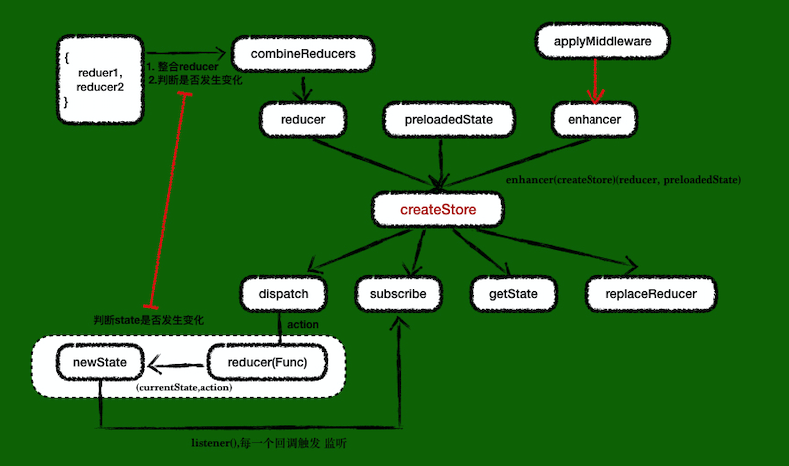 {
reduer1,
reducer2
}
1. 整合reducer
2.判断是否发生变化
combineReducers
applyMiddleware
reducer
preloadedState
enhancer
enhancer(createStore)(reducer, preloadedState)
createStore
dispatch
subscribe
getState
replaceReducer
判断state是否发生变化
action
newState
reducer(Func)
(currentState,action)
listener(),每一个回调触发 监听